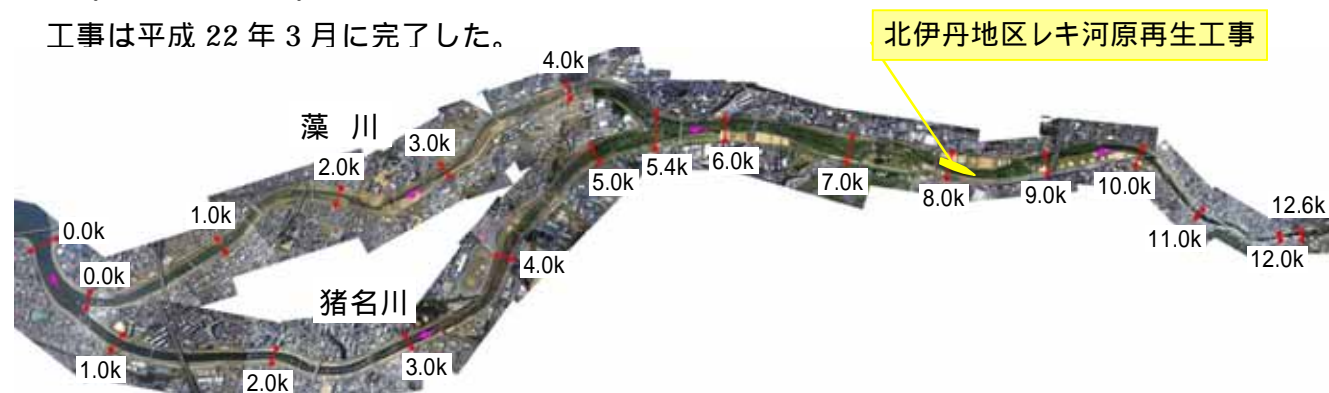 工事は平成 22 年 3 月に完了した。
北伊丹地区レキ河原再生工事
4.0k
藻 川
3.0k
2.0k
1.0k
0.0k
0.0k
5.0k
5.4k
6.0k
7.0k
8.0k
9.0k
10.0k
11.0k
12.6k
12.0k
4.0k
猪名川
3.0k
2.0k
1.0k